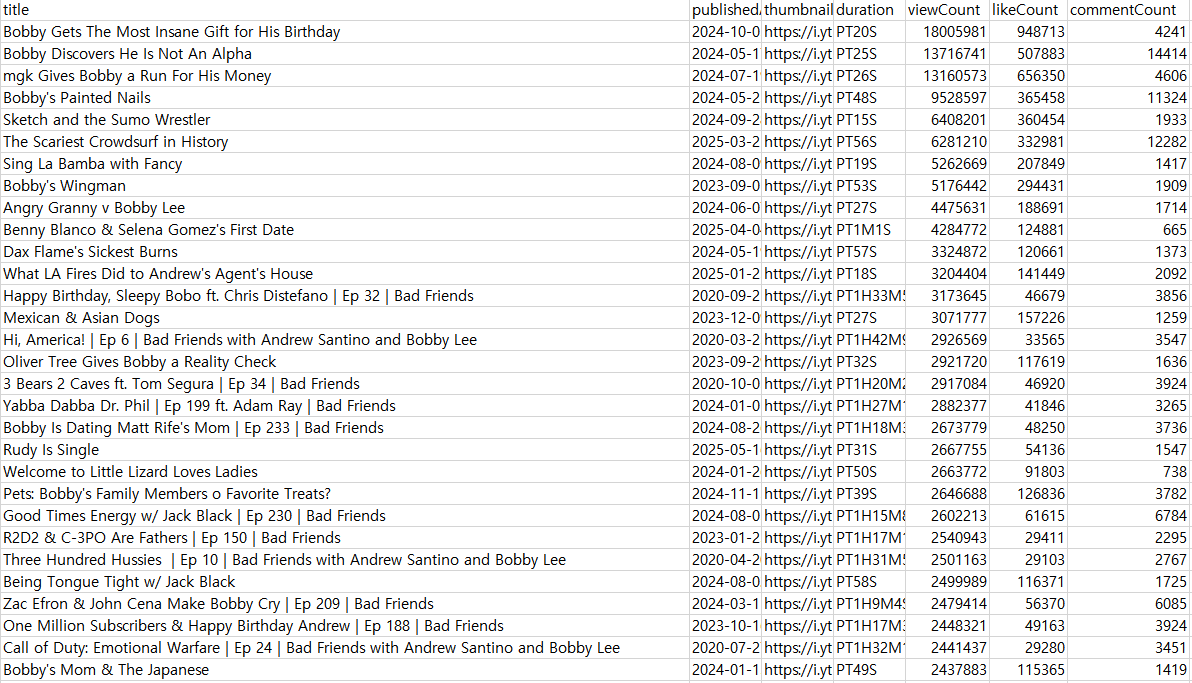 title published thumbnail duration viewCount likeCount commentCount
Bobby Gets The Most Insane Gift for His Birthday 2024-10-0 https://i.yt PT20S 18005981 948713 4241
Bobby Discovers He Is Not An Alpha 2024-05-1 https://i.yt PT25S 13716741 507883 14414
mgk Gives Bobby a Run For His Money 2024-07-1 https://i.yt PT26S 13160573 656350 4606
Bobby's Painted Nails 2024-05-2 https://i.yt PT48S 9528597 365458 11324
Sketch and the Sumo Wrestler 2024-09-2 https://i.yt PT15S 6408201 360454 1933
The Scariest Crowdsurf in History 2025-03-2 https://i.yt PT56S 6281210 332981 12282
Sing La Bamba with Fancy 2024-08-0 https://i.yt PT19S 5262669 207849 1417
Bobby's Wingman 2023-09-0 https://i.yt PT53S 5176442 294431 1909
Angry Granny v Bobby Lee 2024-06-0 https://i.yt PT27S 4475631 188691 1714
Benny Blanco & Selena Gomez's First Date 2025-04-0 https://i.yt PT1M1S 4284772 124881 665
Dax Flame's Sickest Burns 2024-05-1 https://i.yt PT57S 3324872 120661 1373
What LA Fires Did to Andrew's Agent's House 2025-01-2 https://i.yt PT18S 3204404 141449 2092
Happy Birthday, Sleepy Bobo ft. Chris Distefano | Ep 32 | Bad Friends 2020-09-2 https://i.yt PT1H33M5 3173645 46679 3856
Mexican & Asian Dogs 2023-12-0 https://i.yt PT27S 3071777 157226 1259
Hi, America! | Ep 6 | Bad Friends with Andrew Santino and Bobby Lee 2020-03-2 https://i.yt PT1H42M9 2926569 33565 3547
Oliver Tree Gives Bobby a Reality Check 2023-09-2 https://i.yt PT32S 2921720 117619 1636
3 Bears 2 Caves ft. Tom Segura | Ep 34 | Bad Friends 2020-10-0 https://i.yt PT1H20M2 2917084 46920 3924
Yabba Dabba Dr. Phil | Ep 199 ft. Adam Ray | Bad Friends 2024-01-0 https://i.yt PT1H27M1 2882377 41846 3265
Bobby Is Dating Matt Rife's Mom | Ep 233 | Bad Friends 2024-08-2 https://i.yt PT1H18M3 2673779 48250 3736
Rudy Is Single 2025-05-1 https://i.yt PT31S 2667755 54136 1547
Welcome to Little Lizard Loves Ladies 2024-01-2 https://i.yt PT50S 2663772 91803 738
Pets: Bobby's Family Members o Favorite Treats? 2024-11-1 https://i.yt PT39S 2646688 126836 3782
Good Times Energy w/ Jack Black | Ep 230 | Bad Friends 2024-08-0 https://i.yt PT1H15M8 2602213 61615 6784
R2D2 & C-3PO Are Fathers | Ep 150 | Bad Friends 2023-01-2 https://i.yt PT1H17M1 2540943 29411 2295
Three Hundred Hussies | Ep 10 | Bad Friends with Andrew Santino and Bobby Lee 2020-04-2 https://i.yt PT1H31M5 2501163 29103 2767
Being Tongue Tight w/ Jack Black 2024-08-0 https://i.yt PT58S 2499989 116371 1725
Zac Efron & John Cena Make Bobby Cry | Ep 209 | Bad Friends 2024-03-1 https://i.yt PT1H9M49 2479414 56370 6085
One Million Subscribers & Happy Birthday Andrew | Ep 188 | Bad Friends 2023-10-1 https://i.yt PT1H17M3 2448321 49163 3924
Call of Duty: Emotional Warfare | Ep 24 | Bad Friends with Andrew Santino and Bobby Lee 2020-07-2 https://i.yt PT1H32M1 2441437 29280 3451
Bobby's Mom & The Japanese 2024-01-1 https://i.yt PT49S 2437883 115365 1419